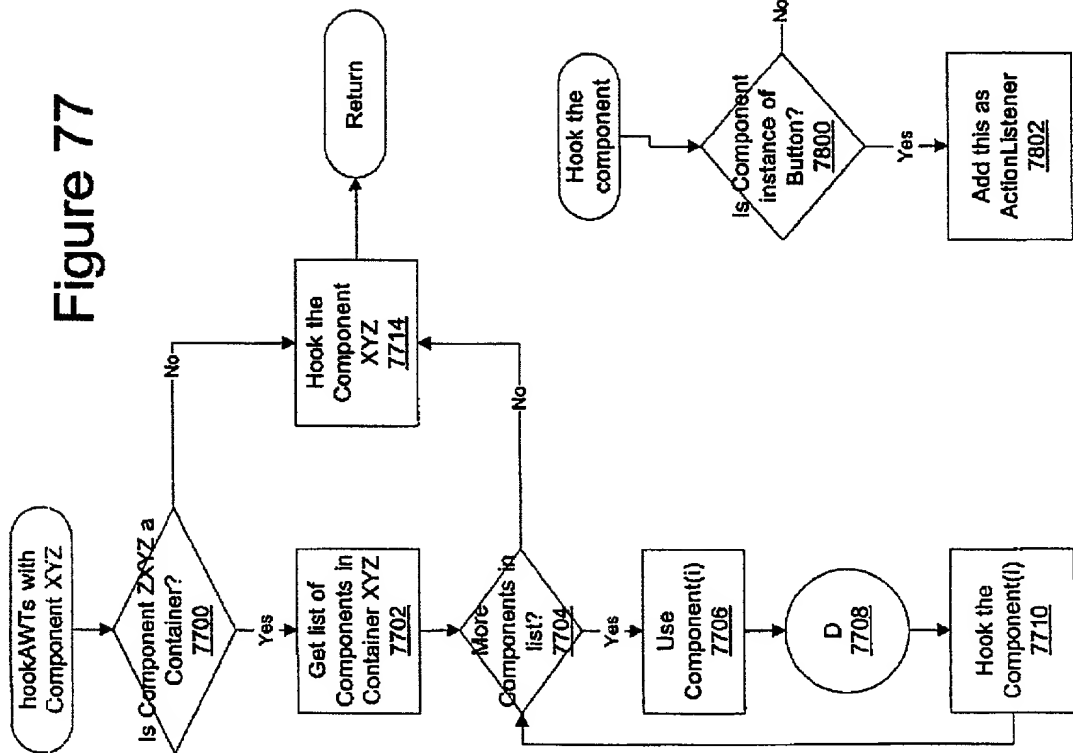 Figure 77
hookAWTs with
Component XYZ
Is Component ZXYZ a
Container?
7700
No
Yes
Get list of
Components in
Container XYZ
7702
More
Components in
list?
7704
No
Yes
Use
Component(i)
7706
D
7708
Hook the
Component(I)
7710
Hook the
Component
XYZ
7714
Return
Hook the
component
Is Component
instance of
Button?
7800
No
Yes
Add this as
ActionListener
7802